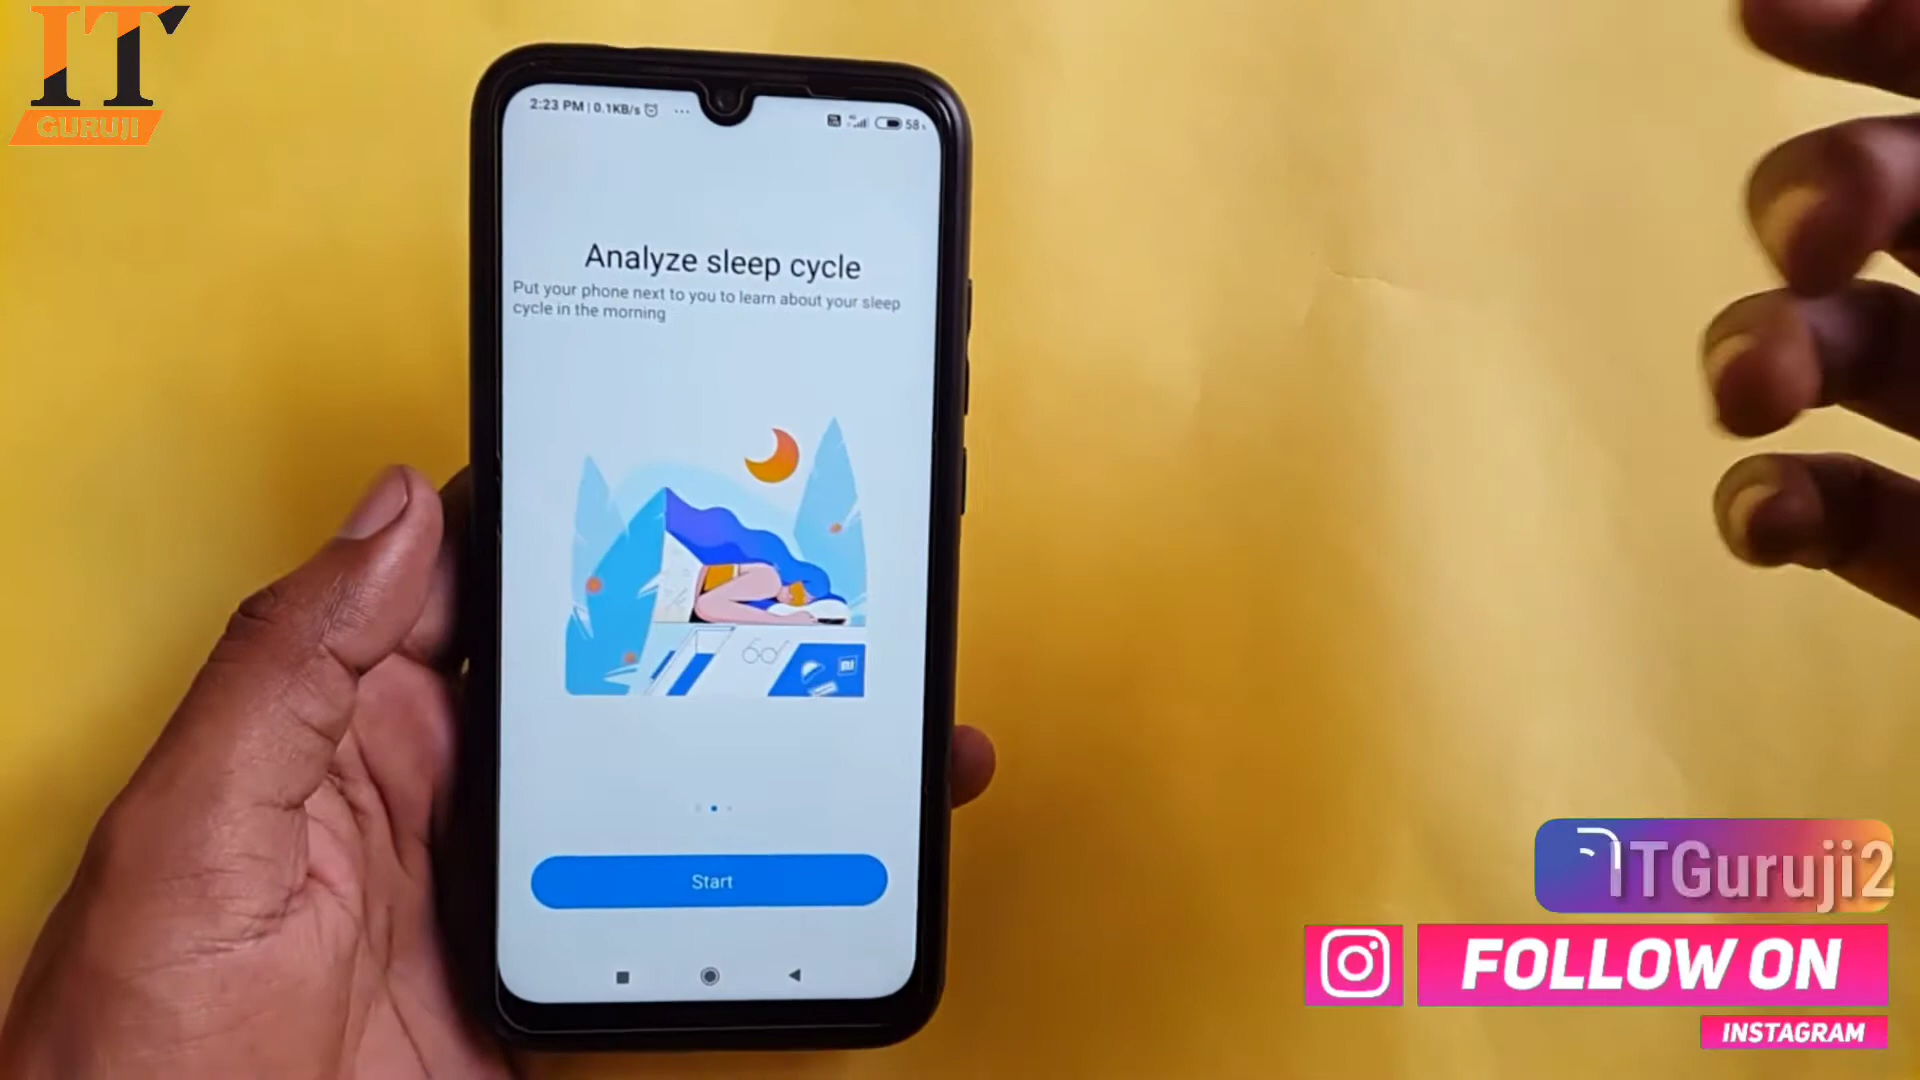 IT
GURUJI
2:23 PM | 0.1KB/s ...
58
Analyze sleep cycle
Put your phone next to you to learn about your sleep
cycle in the morning
MI
Start
ITGuruji2
FOLLOW ON
INSTAGRAM